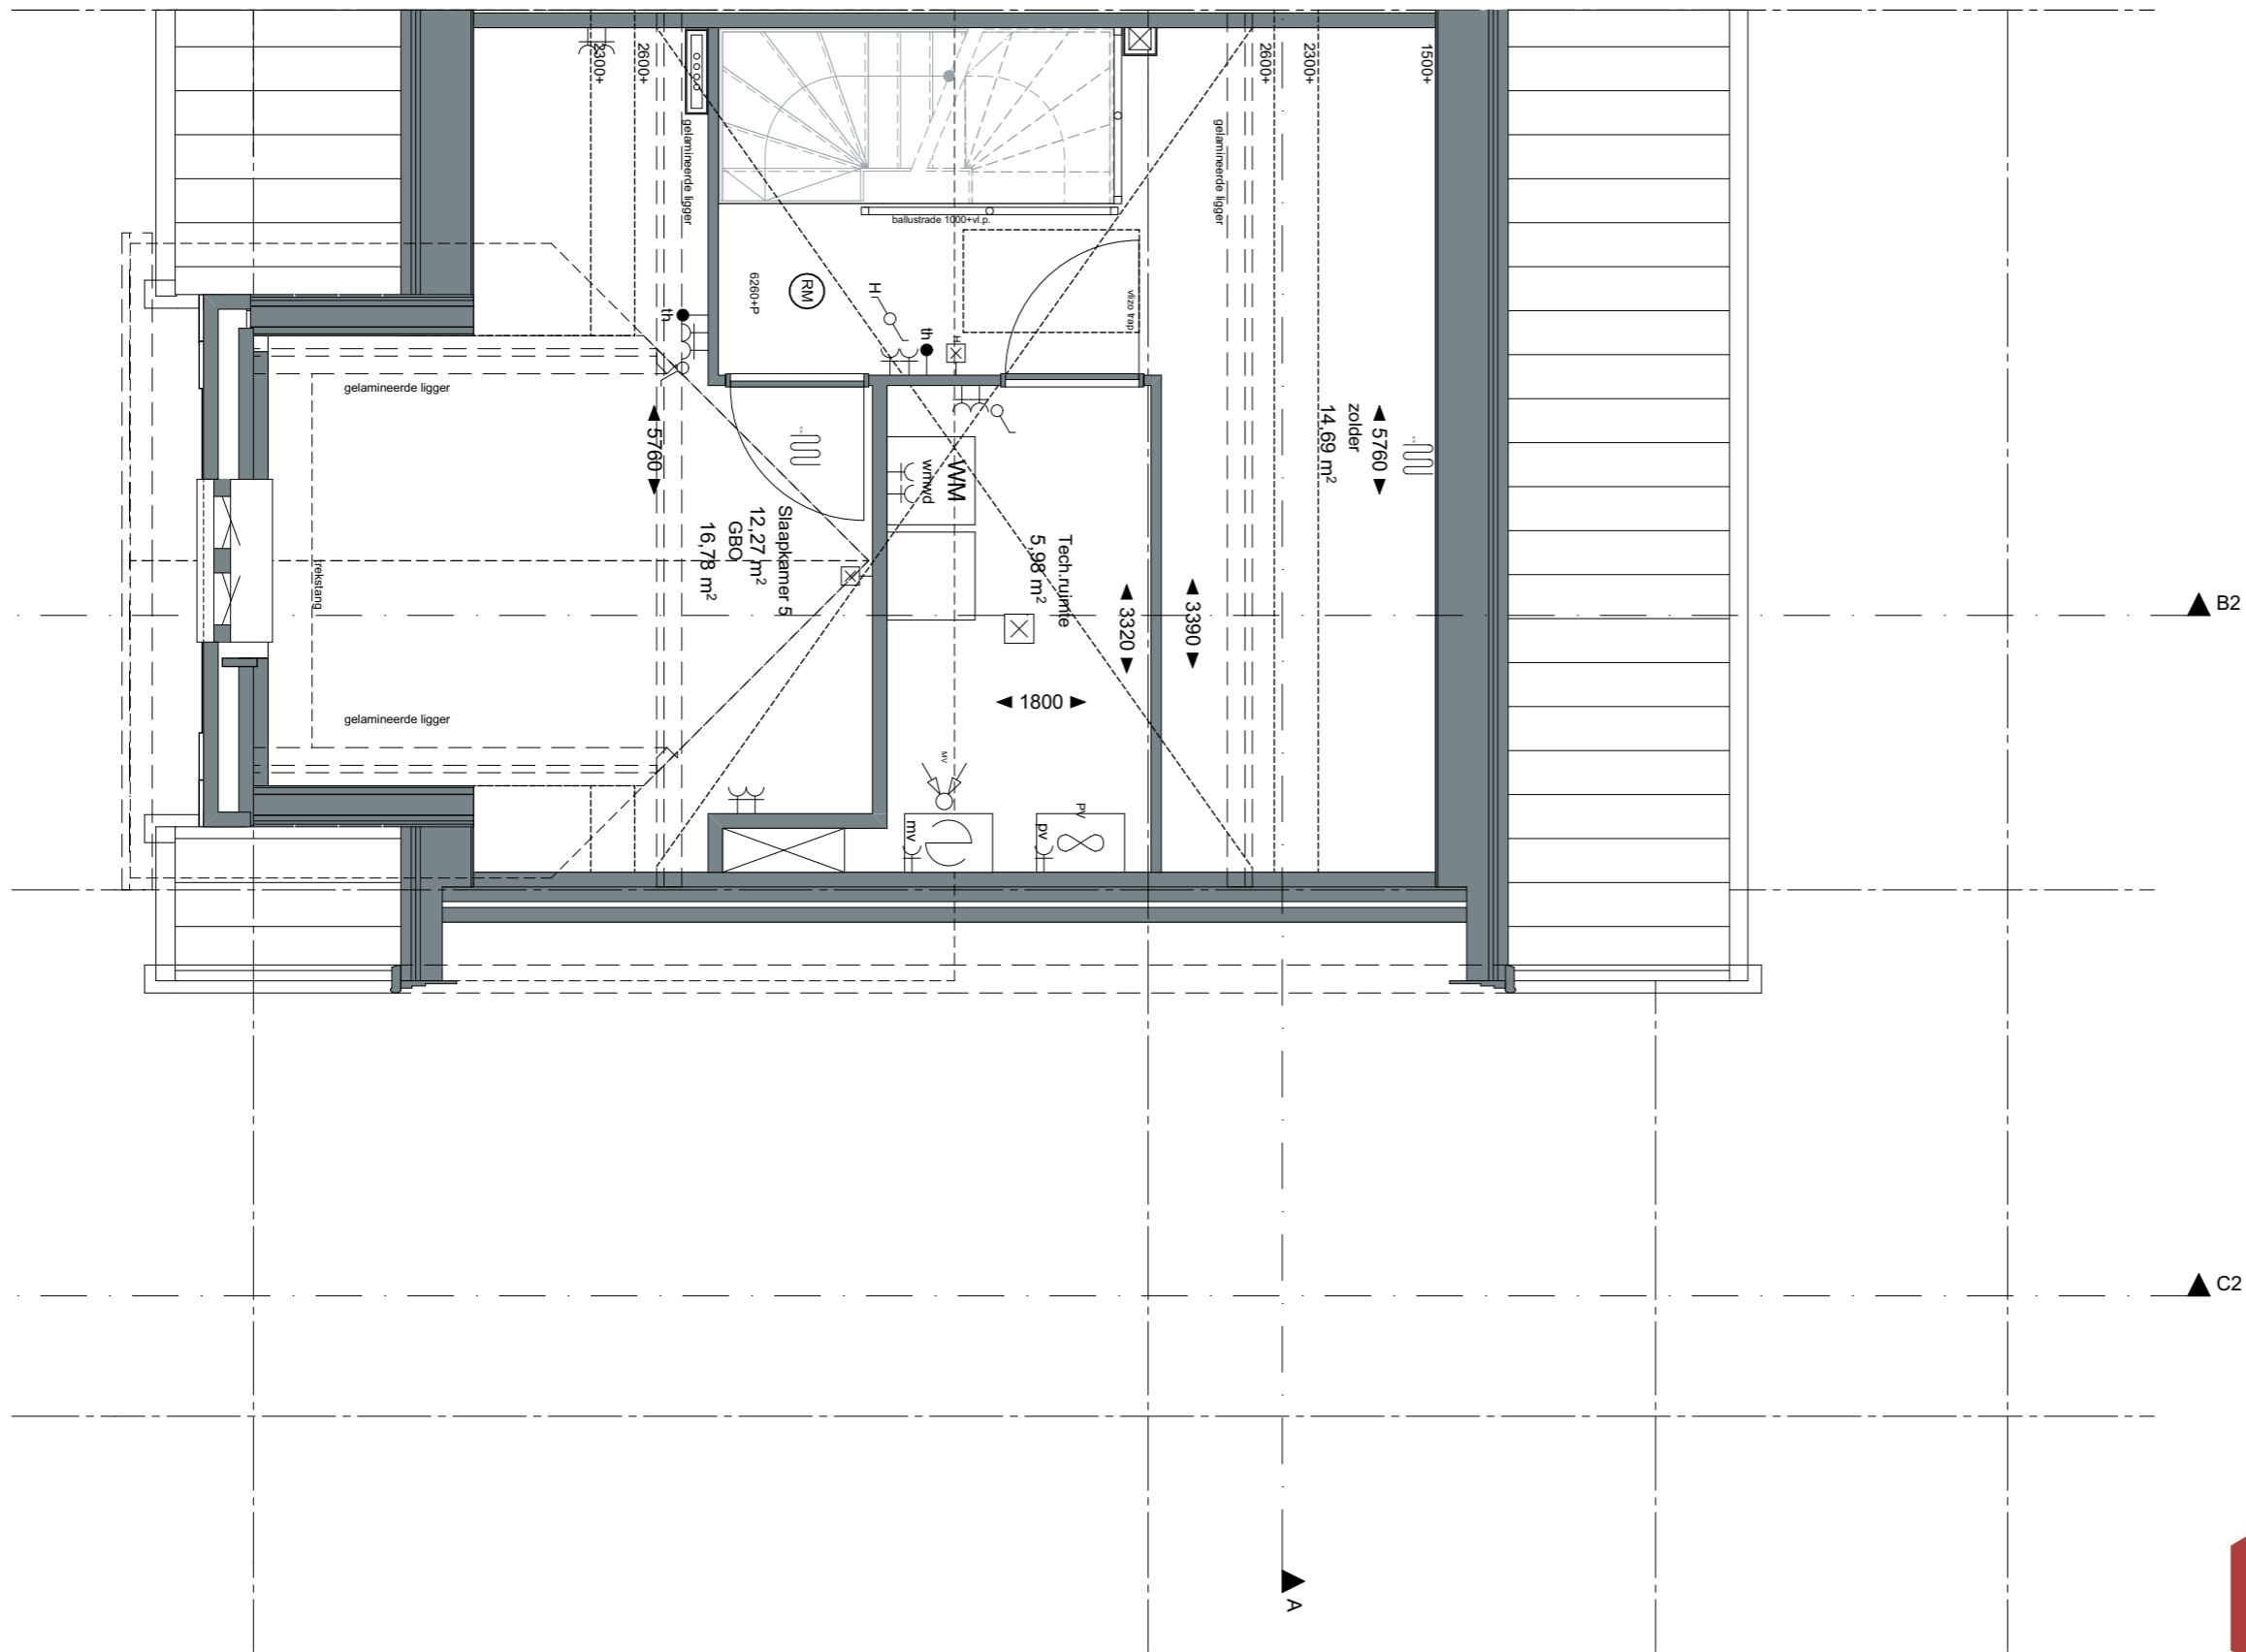 2300+
2600+
2600+
2300+
1500+
gelamineerde ligger
gelamineerde ligger
ballustrade 1000+vl.p.
6260+P
RM
H
th
th
vlizo trap
gelamineerde ligger
5760
zolder
14,69 m²
5760
WM
wmwd
Slaapkamer 5
12,27 m²
GBO
16,78 m²
Tech.ruimte
5,98 m²
3320
3390
1800
trekstang
gelamineerde ligger
MV
mv
PV
pv
B2
C2
A